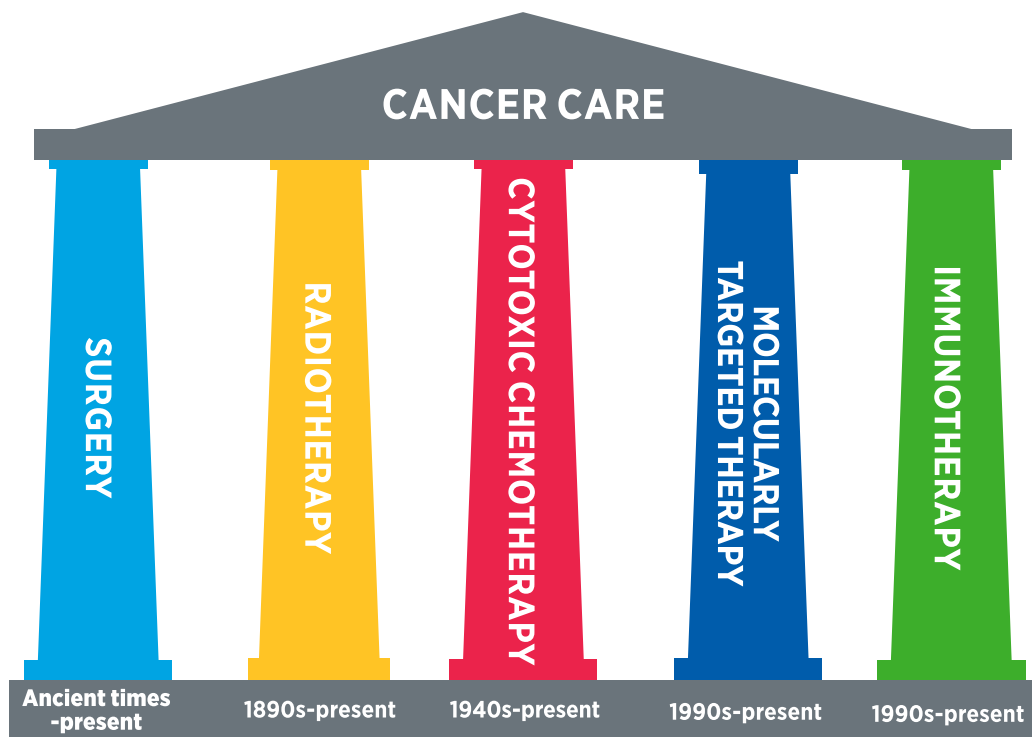 CANCER CARE
SURGERY
RADIOTHERAPY
CYTOTOXIC CHEMOTHERAPY
MOLECULARLY
TARGETED THERAPY
IMMUNOTHERAPY
Ancient times
-present
1890s-present
1940s-present
1990s-present
1990s-present